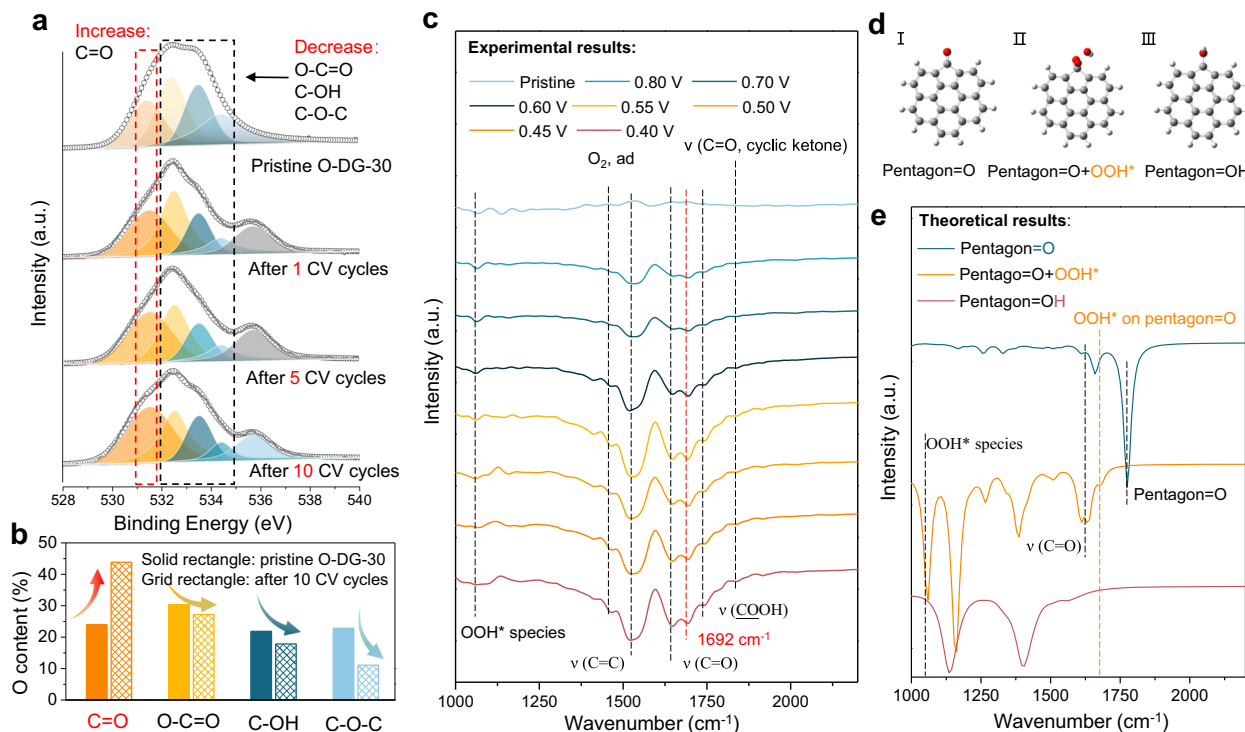 a
Increase:
C=O
Decrease:
O-C=O
C-OH
C-O-C
Pristine O-DG-30
After 1 CV cycles
After 5 CV cycles
After 10 CV cycles
Intensity (a.u.)
528 530 532 534 536 538 540
Binding Energy (eV)
b
50
40
30
20
10
0
O content (%)
Solid rectangle: pristine O-DG-30
Grid rectangle: after 10 CV cycles
C=O O-C=O C-OH C-O-C
c
Experimental results:
Pristine 0.80 V 0.70 V
0.60 V 0.55 V 0.50 V
0.45 V 0.40 V
ν (C=O, cyclic ketone)
O2, ad
Intensity (a.u.)
OOH* species
ν (COOH)
1692 cm-1
ν (C=C) ν (C=O)
1000 1250 1500 1750 2000
Wavenumber (cm-1)
d
Ⅰ Ⅱ Ⅲ
Pentagon=O Pentagon=O+OOH* Pentagon=OH
e
Theoretical results:
Pentagon=O
Pentago=O+OOH*
Pentagon=OH
OOH* on pentagon=O
OOH* species
Pentagon=O
ν (C=O)
Intensity (a.u.)
1000 1250 1500 1750 2000
Wavenumber (cm-1)